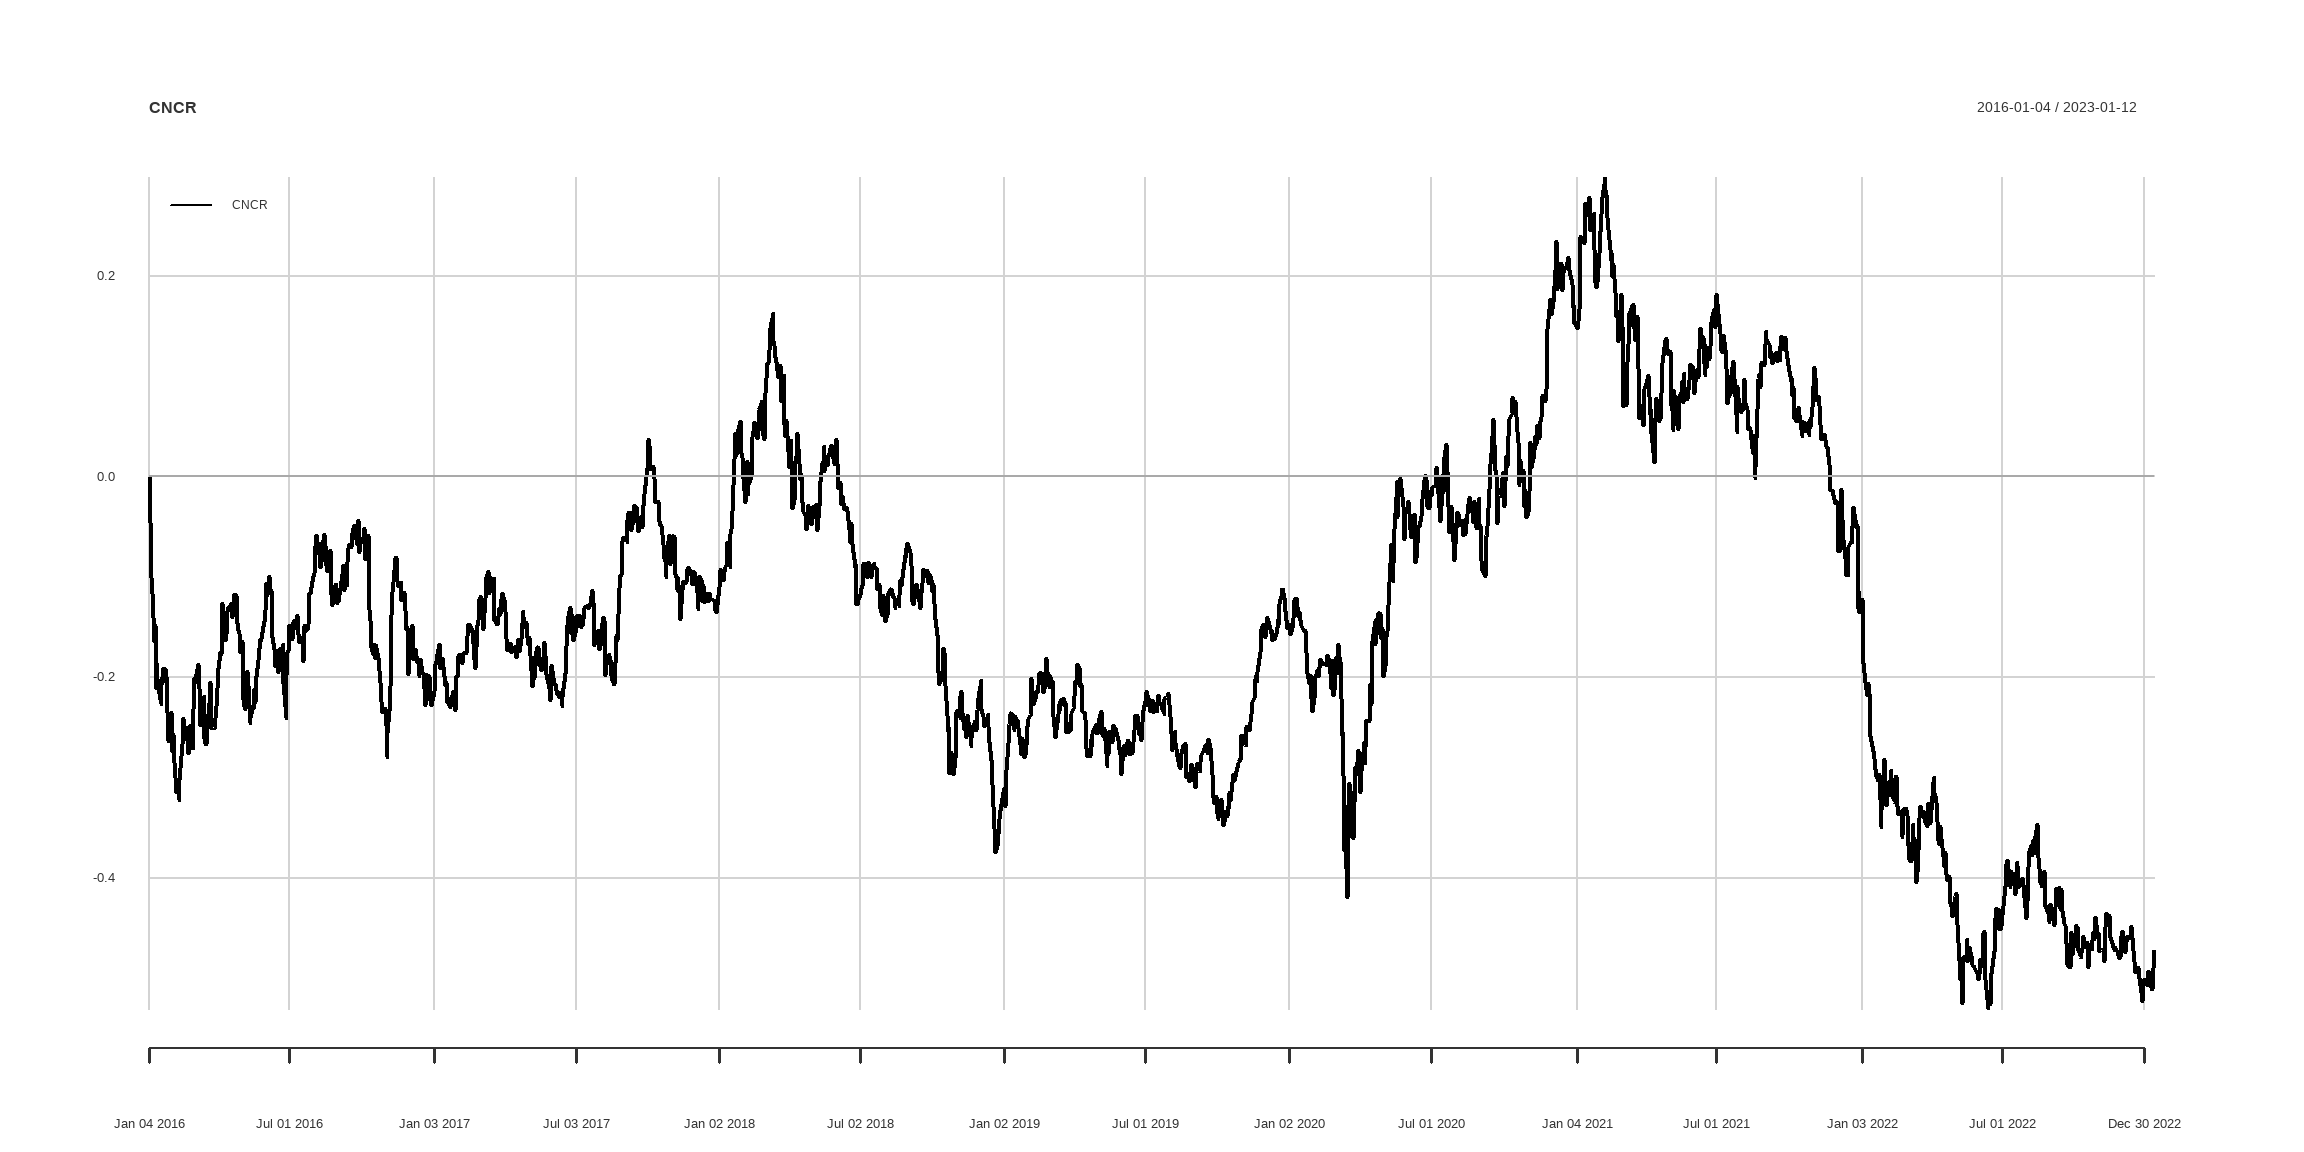 CNCR
2016-01-04 / 2023-01-12
CNCR
0.2
0.0
-0.2
-0.4
Jan 04 2016
Jul 01 2016
Jan 03 2017
Jul 03 2017
Jan 02 2018
Jul 02 2018
Jan 02 2019
Jul 01 2019
Jan 02 2020
Jul 01 2020
Jan 04 2021
Jul 01 2021
Jan 03 2022
Jul 01 2022
Dec 30 2022